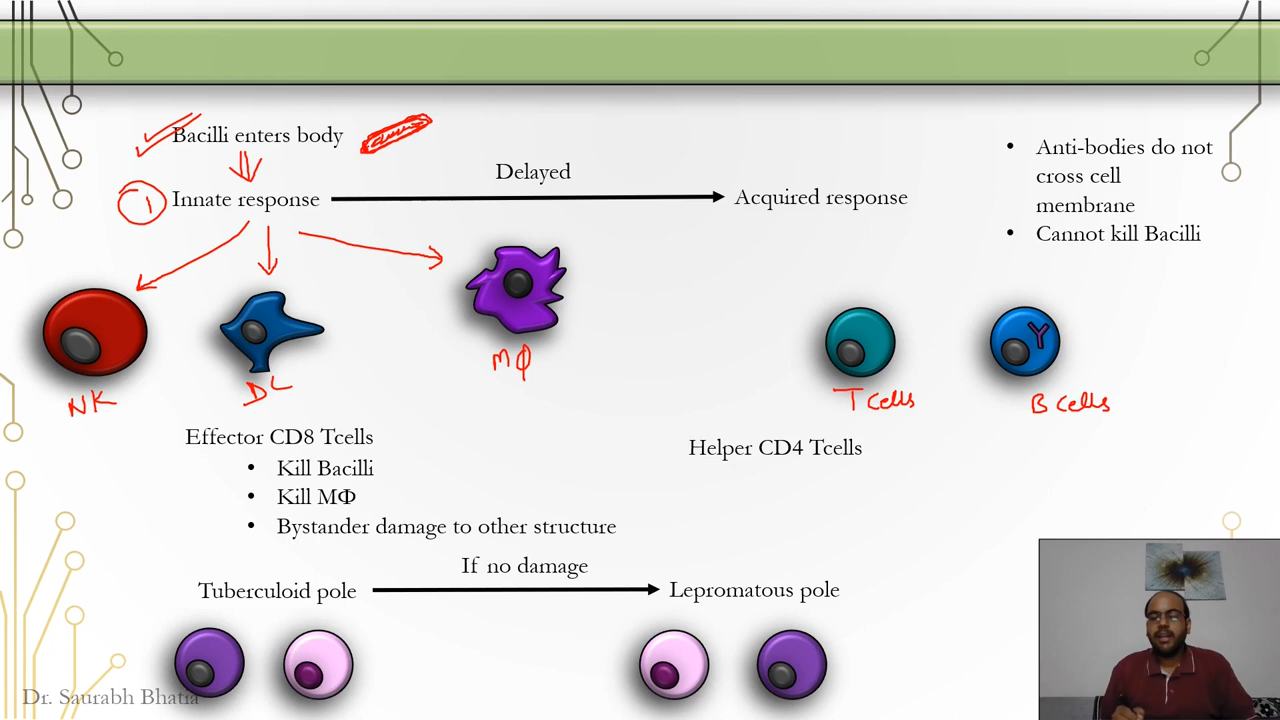 Bacilli enters body
Delayed
1 Innate response
Acquired response
• Anti-bodies do not
cross cell
membrane
• Cannot kill Bacilli
NK
DC
MΦ
T cells
B cells
Effector CD8 Tcells
• Kill Bacilli
• Kill MΦ
• Bystander damage to other structure
Helper CD4 Tcells
If no damage
Tuberculoid pole
Lepromatous pole
Dr. Saurabh Bhatia